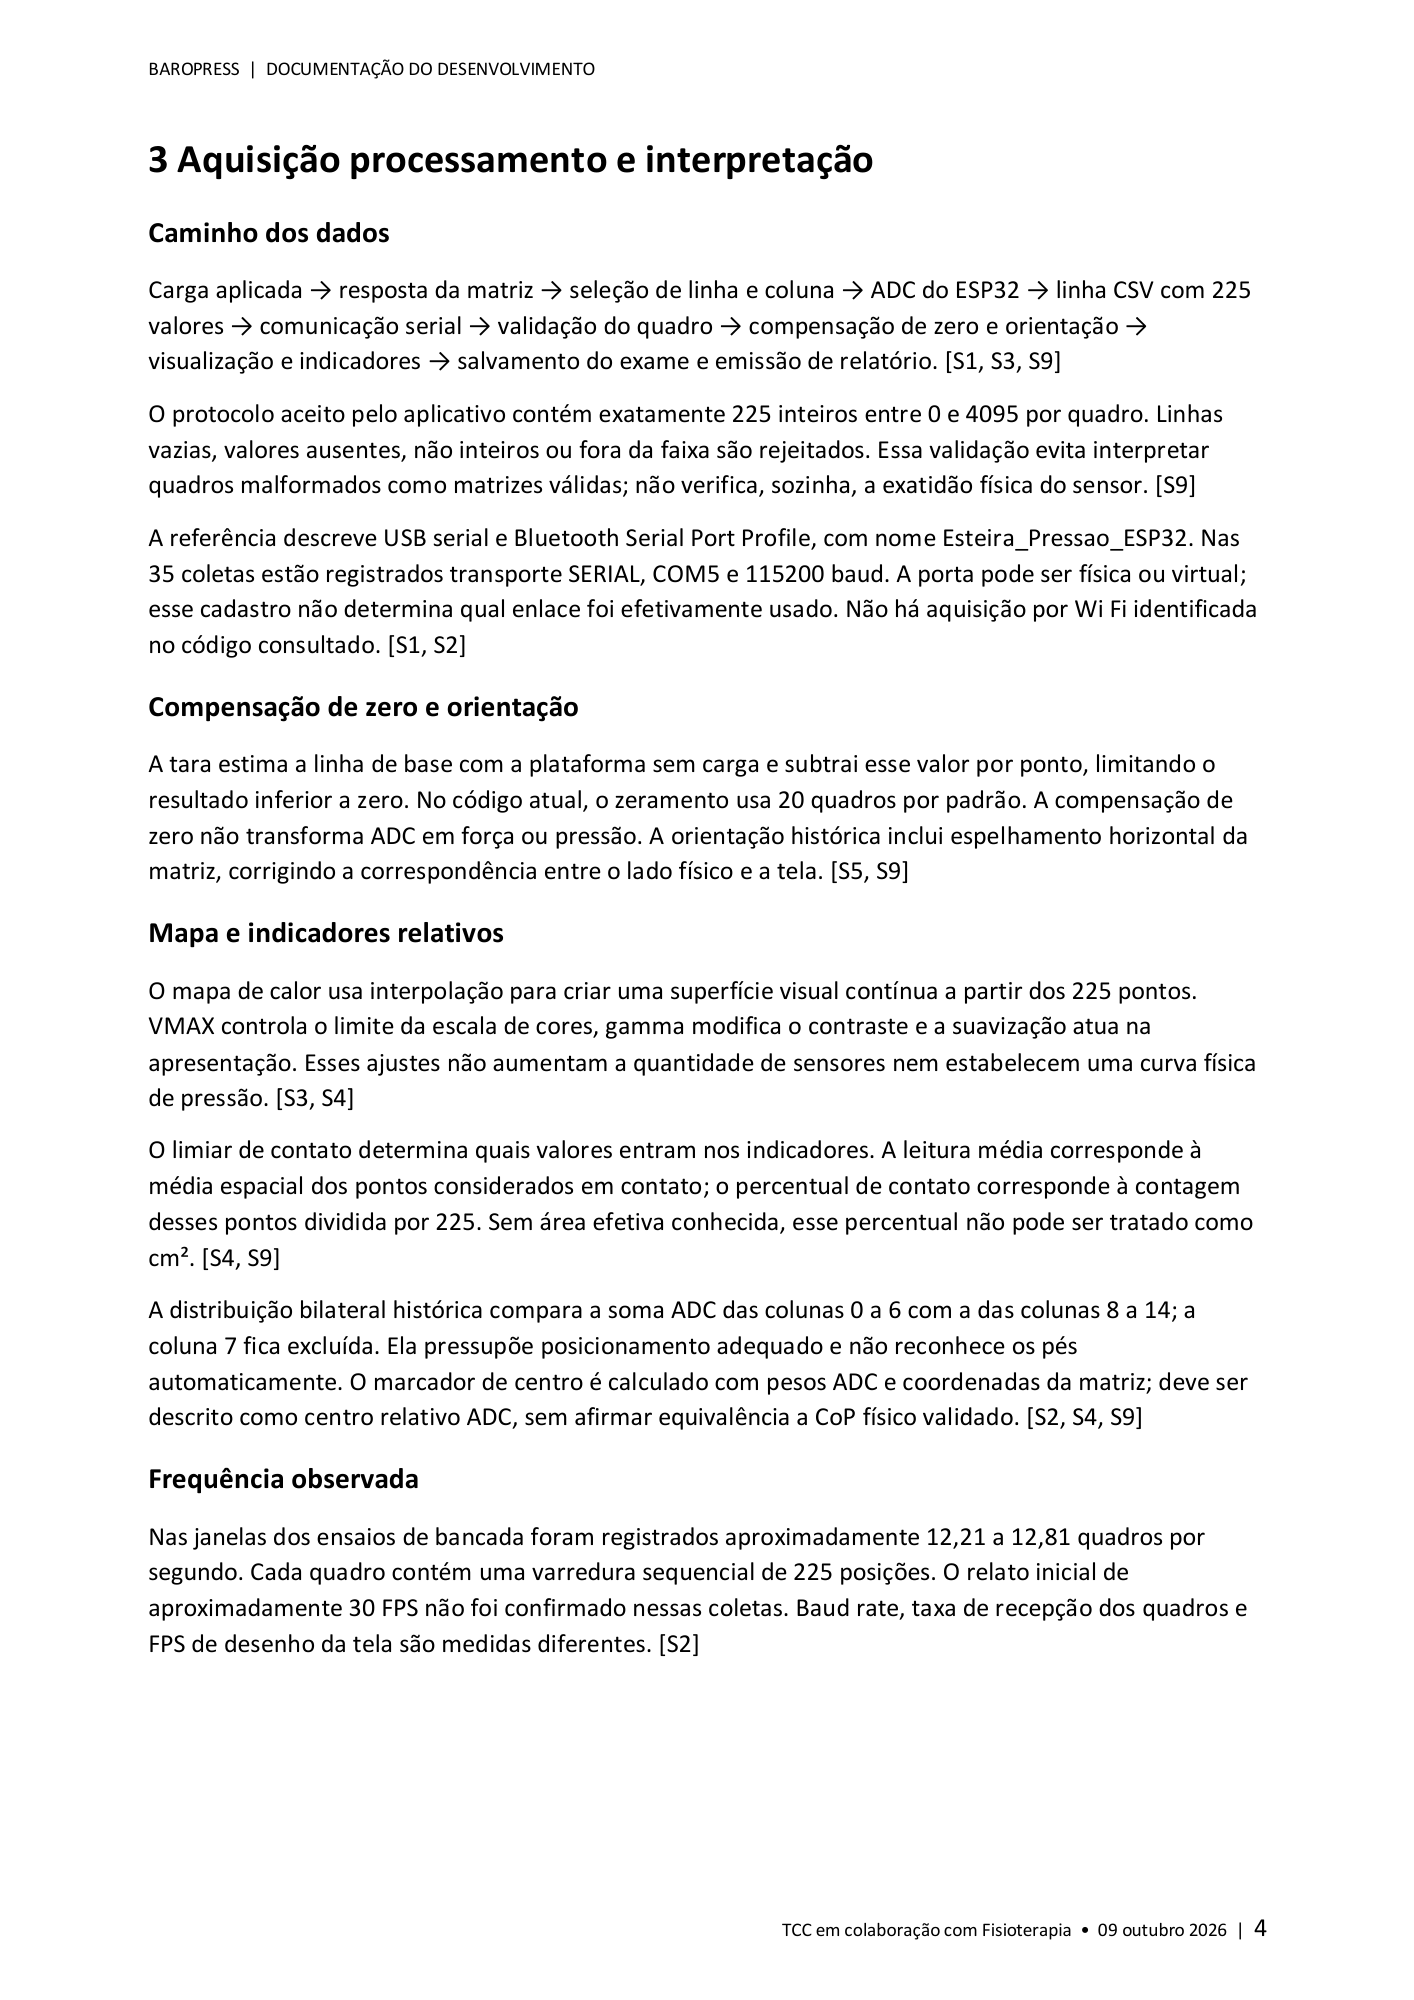 BAROPRESS | DOCUMENTAÇÃO DO DESENVOLVIMENTO
3 Aquisição processamento e interpretação
Caminho dos dados
Carga aplicada → resposta da matriz → seleção de linha e coluna → ADC do ESP32 → linha CSV com 225
valores → comunicação serial → validação do quadro → compensação de zero e orientação →
visualização e indicadores → salvamento do exame e emissão de relatório. [S1, S3, S9]
O protocolo aceito pelo aplicativo contém exatamente 225 inteiros entre 0 e 4095 por quadro. Linhas
vazias, valores ausentes, não inteiros ou fora da faixa são rejeitados. Essa validação evita interpretar
quadros malformados como matrizes válidas; não verifica, sozinha, a exatidão física do sensor. [S9]
A referência descreve USB serial e Bluetooth Serial Port Profile, com nome Esteira_Pressao_ESP32. Nas
35 coletas estão registrados transporte SERIAL, COM5 e 115200 baud. A porta pode ser física ou virtual;
esse cadastro não determina qual enlace foi efetivamente usado. Não há aquisição por Wi Fi identificada
no código consultado. [S1, S2]
Compensação de zero e orientação
A tara estima a linha de base com a plataforma sem carga e subtrai esse valor por ponto, limitando o
resultado inferior a zero. No código atual, o zeramento usa 20 quadros por padrão. A compensação de
zero não transforma ADC em força ou pressão. A orientação histórica inclui espelhamento horizontal da
matriz, corrigindo a correspondência entre o lado físico e a tela. [S5, S9]
Mapa e indicadores relativos
O mapa de calor usa interpolação para criar uma superfície visual contínua a partir dos 225 pontos.
VMAX controla o limite da escala de cores, gamma modifica o contraste e a suavização atua na
apresentação. Esses ajustes não aumentam a quantidade de sensores nem estabelecem uma curva física
de pressão. [S3, S4]
O limiar de contato determina quais valores entram nos indicadores. A leitura média corresponde à
média espacial dos pontos considerados em contato; o percentual de contato corresponde à contagem
desses pontos dividida por 225. Sem área efetiva conhecida, esse percentual não pode ser tratado como
cm². [S4, S9]
A distribuição bilateral histórica compara a soma ADC das colunas 0 a 6 com a das colunas 8 a 14; a
coluna 7 fica excluída. Ela pressupõe posicionamento adequado e não reconhece os pés
automaticamente. O marcador de centro é calculado com pesos ADC e coordenadas da matriz; deve ser
descrito como centro relativo ADC, sem afirmar equivalência a CoP físico validado. [S2, S4, S9]
Frequência observada
Nas janelas dos ensaios de bancada foram registrados aproximadamente 12,21 a 12,81 quadros por
segundo. Cada quadro contém uma varredura sequencial de 225 posições. O relato inicial de
aproximadamente 30 FPS não foi confirmado nessas coletas. Baud rate, taxa de recepção dos quadros e
FPS de desenho da tela são medidas diferentes. [S2]
TCC em colaboração com Fisioterapia • 09 outubro 2026 | 4